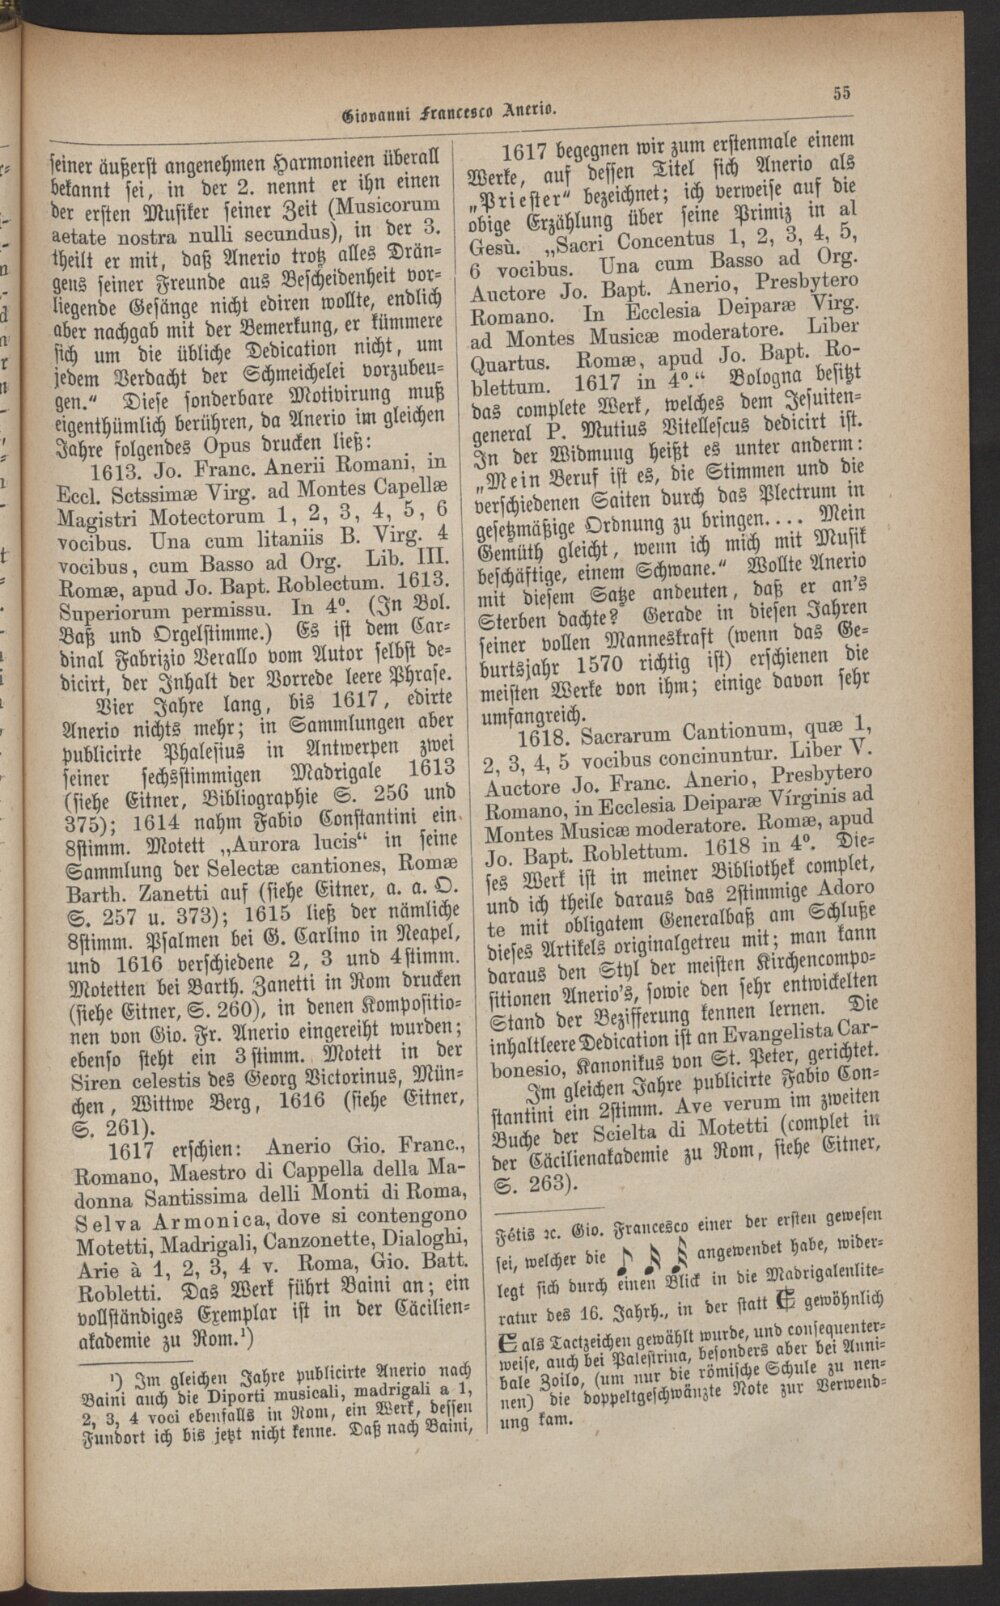 Giovanni Francesco Anerio.
55
seiner äußerst angenehmen Harmonieen überall
bekannt sei, in der 2. nennt er ihn einen
der ersten Musiker seiner Zeit (Musicorum
aetate nostra nulli secundus), in der 3.
theilt er mit, daß Anerio trotz alles Drän-
gens seiner Freunde aus Bescheidenheit vor-
liegende Gesänge nicht ediren wollte, endlich
aber nachgab mit der Bemerkung, er kümmere
sich um die übliche Dedication nicht, um
jedem Verdacht der Schmeichelei vorzubeu-
gen.“ Diese sonderbare Motivirung muß
eigenthümlich berühren, da Anerio im gleichen
Jahre folgendes Opus drucken ließ:
1613. Jo. Franc. Anerii Romani, in
Eccl. Sctssimæ Virg. ad Montes Capellæ
Magistri Motectorum 1, 2, 3, 4, 5, 6
vocibus. Una cum litaniis B. Virg. 4
vocibus, cum Basso ad Org. Lib. III.
Romæ, apud Jo. Bapt. Roblectum. 1613.
Superiorum permissu. In 4º. (In Bol.
Baß und Orgelstimme.) Es ist dem Car-
dinal Fabrizio Verallo vom Autor selbst de-
dicirt, der Inhalt der Vorrede leere Phrase.
Vier Jahre lang, bis 1617, edirte
Anerio nichts mehr; in Sammlungen aber
publicirte Phalesius in Antwerpen zwei
seiner sechsstimmigen Madrigale 1613
(siehe Eitner, Bibliographie S. 256 und
375); 1614 nahm Fabio Constantini ein
8stimm. Motett „Aurora lucis“ in seine
Sammlung der Selectæ cantiones, Romæ
Barth. Zanetti auf (siehe Eitner, a. a. O.
S. 257 u. 373); 1615 ließ der nämliche
8stimm. Psalmen bei G. Carlino in Neapel,
und 1616 verschiedene 2, 3 und 4stimm.
Motetten bei Barth. Zanetti in Rom drucken
(siehe Eitner, S. 260), in denen Kompositio-
nen von Gio. Fr. Anerio eingereiht wurden;
ebenso steht ein 3stimm. Motett in der
Siren celestis des Georg Victorinus, Mün-
chen, Wittwe Berg, 1616 (siehe Eitner,
S. 261).
1617 erschien: Anerio Gio. Franc.,
Romano, Maestro di Cappella della Ma-
donna Santissima delli Monti di Roma,
Selva Armonica, dove si contengono
Motetti, Madrigali, Canzonette, Dialoghi,
Arie à 1, 2, 3, 4 v. Roma, Gio. Batt.
Robletti. Das Werk führt Baini an; ein
vollständiges Exemplar ist in der Cäcilien-
akademie zu Rom.¹)
¹) Im gleichen Jahre publicirte Anerio nach
Baini auch die Diporti musicali, madrigali a 1,
2, 3, 4 voci ebenfalls in Rom, ein Werk, dessen
Fundort ich bis jetzt nicht kenne. Daß nach Baini,
1617 begegnen wir zum erstenmale einem
Werke, auf dessen Titel sich Anerio als
„Priester“ bezeichnet; ich verweise auf die
obige Erzählung über seine Primiz in al
Gesù. „Sacri Concentus 1, 2, 3, 4, 5,
6 vocibus. Una cum Basso ad Org.
Auctore Jo. Bapt. Anerio, Presbytero
Romano. In Ecclesia Deiparæ Virg.
ad Montes Musicæ moderatore. Liber
Quartus. Romæ, apud Jo. Bapt. Ro-
blettum. 1617 in 4º.“ Bologna besitzt
das complete Werk, welches dem Jesuiten-
general P. Mutius Vitellescus dedicirt ist.
In der Widmung heißt es unter anderm:
„Mein Beruf ist es, die Stimmen und die
verschiedenen Saiten durch das Plectrum in
gesetzmäßige Ordnung zu bringen.... Mein
Gemüth gleicht, wenn ich mich mit Musik
beschäftige, einem Schwane.“ Wollte Anerio
mit diesem Satze andeuten, daß er an's
Sterben dachte? Gerade in diesen Jahren
seiner vollen Manneskraft (wenn das Ge-
burtsjahr 1570 richtig ist) erschienen die
meisten Werke von ihm; einige davon sehr
umfangreich.
1618. Sacrarum Cantionum, quæ 1,
2, 3, 4, 5 vocibus concinuntur. Liber V.
Auctore Jo. Franc. Anerio, Presbytero
Romano, in Ecclesia Deiparæ Vírginis ad
Montes Musicæ moderatore. Romæ, apud
Jo. Bapt. Roblettum. 1618 in 4º. Die-
ses Werk ist in meiner Bibliothek complet,
und ich theile daraus das 2stimmige Adoro
te mit obligatem Generalbaß am Schluße
dieses Artikels originalgetreu mit; man kann
daraus den Styl der meisten Kirchencompo-
sitionen Anerio's, sowie den sehr entwickelten
Stand der Bezifferung kennen lernen. Die
inhaltleere Dedication ist an Evangelista Car-
bonesio, Kanonikus von St. Peter, gerichtet.
Im gleichen Jahre publicirte Fabio Con-
stantini ein 2stimm. Ave verum im zweiten
Buche der Scielta di Motetti (complet in
der Cäcilienakademie zu Rom, siehe Eitner,
S. 263).
Fétis ꝛc. Gio. Francesco einer der ersten gewesen
sei, welcher die angewendet habe, wider-
legt sich durch einen Blick in die Madrigalenlite-
ratur des 16. Jahrh., in der statt gewöhnlich
als Tactzeichen gewählt wurde, und consequenter-
weise, auch bei Palestrina, besonders aber bei Anni-
bale Zoilo, (um nur die römische Schule zu nen-
nen) die doppeltgeschwänzte Note zur Verwend-
ung kam.